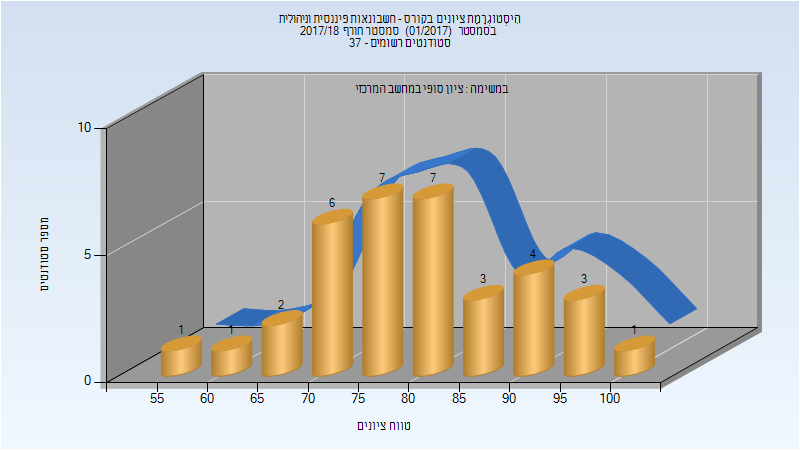 הִיסְטוֹגְרָמַת ציונים בקורס - חשבונאות פיננסית וניהולית
בסמסטר (01/2017) סמסטר חורף 2017/18
סטודנטים רשומים - 37
במשימה : ציון סופי במחשב המרכזי
מספר סטודנטים
10
5
0
1
1
2
6
7
7
3
4
3
1
55 60 65 70 75 80 85 90 95 100
טווח ציונים